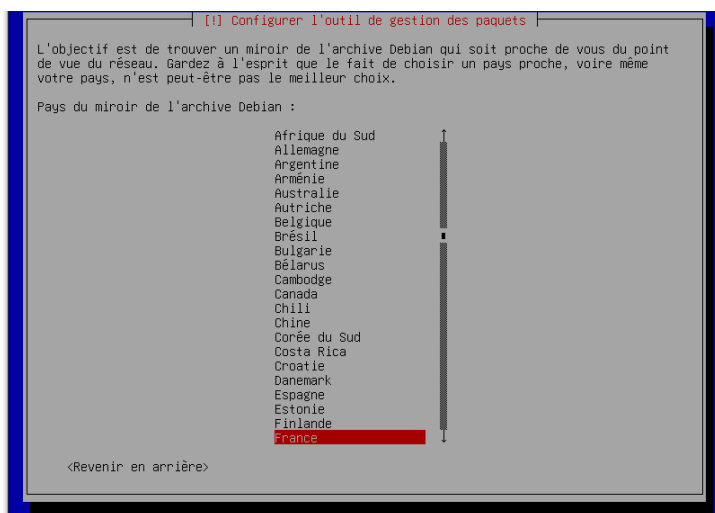 [!] Configurer l'outil de gestion des paquets
L'objectif est de trouver un miroir de l'archive Debian qui soit proche de vous du point
de vue du réseau. Gardez à l'esprit que le fait de choisir un pays proche, voire même
votre pays, n'est peut-être pas le meilleur choix.
Pays du miroir de l'archive Debian :
Afrique du Sud
Allemagne
Argentine
Arménie
Australie
Autriche
Belgique
Brésil
Bulgarie
Bélarus
Cambodge
Canada
Chili
Chine
Corée du Sud
Costa Rica
Croatie
Danemark
Espagne
Estonie
Finlande
France
<Revenir en arrière>